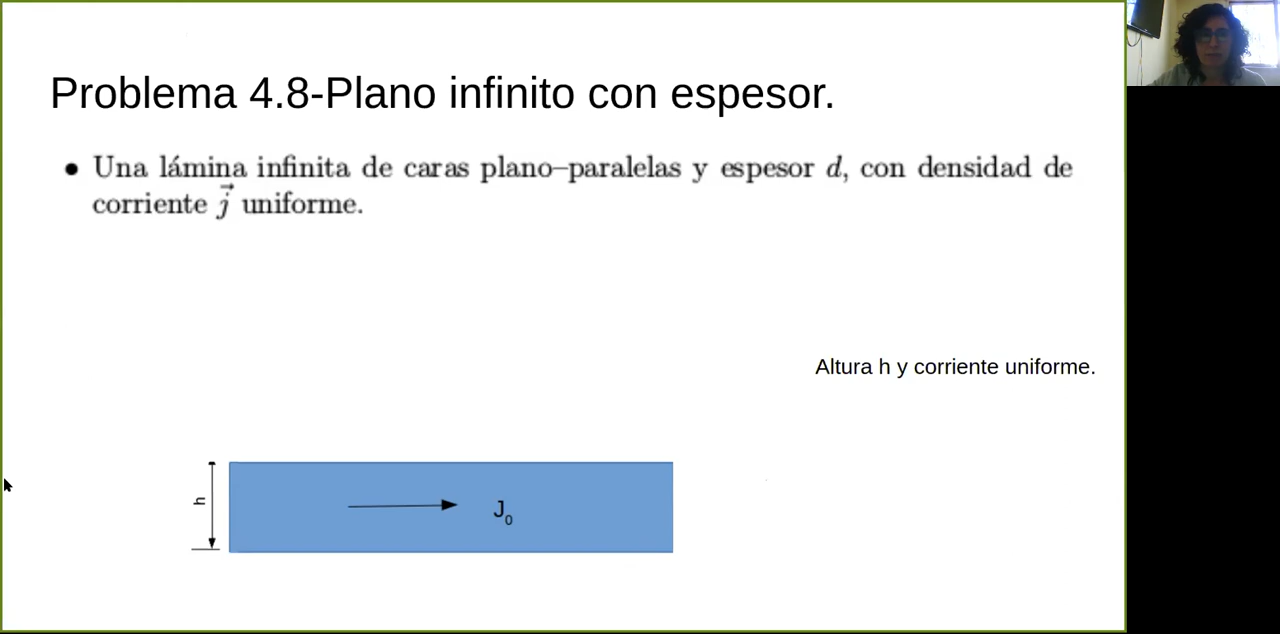 Problema 4.8-Plano infinito con espesor.
• Una lámina infinita de caras plano–paralelas y espesor d, con densidad de
corriente j⃗ uniforme.
Altura h y corriente uniforme.
h
J₀